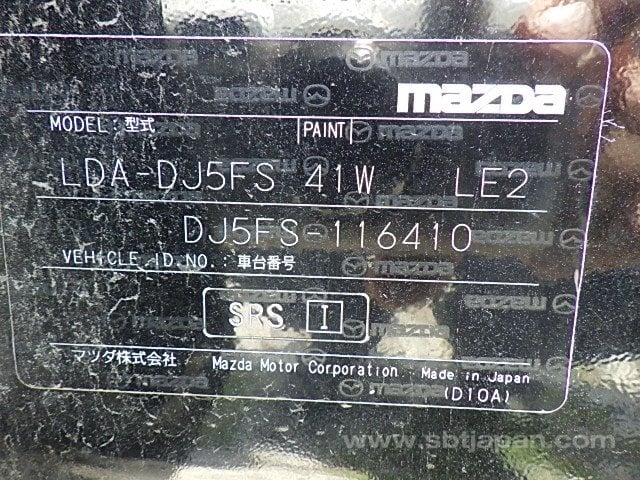 mazda
MODEL : 型式 PAINT
LDA-DJ5FS 41W LE2
DJ5FS-116410
VEHICLE ID.NO.: 車台番号
SRS I
マツダ株式会社 Mazda Motor Corporation Made in Japan
(D10A)
www.sbtjapan.com